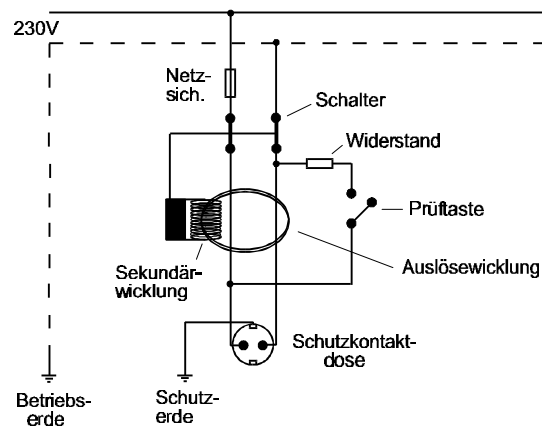 230V
Netz-
sich.
Schalter
Widerstand
Prüftaste
Auslösewicklung
Sekundär-
wicklung
Schutzkontakt-
dose
Betriebs-
erde
Schutz-
erde